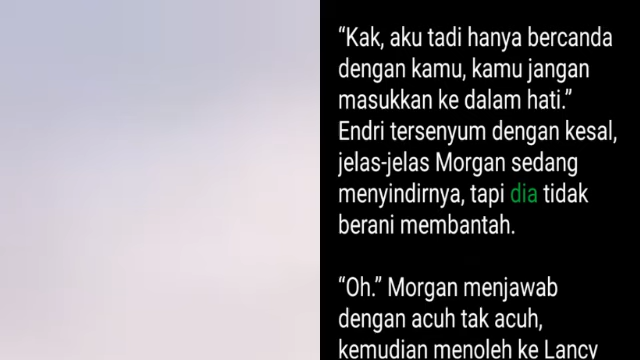 “Kak, aku tadi hanya bercanda
dengan kamu, kamu jangan
masukkan ke dalam hati.”
Endri tersenyum dengan kesal,
jelas-jelas Morgan sedang
menyindirnya, tapi dia tidak
berani membantah.
“Oh.” Morgan menjawab
dengan acuh tak acuh,
kemudian menoleh ke Lancy